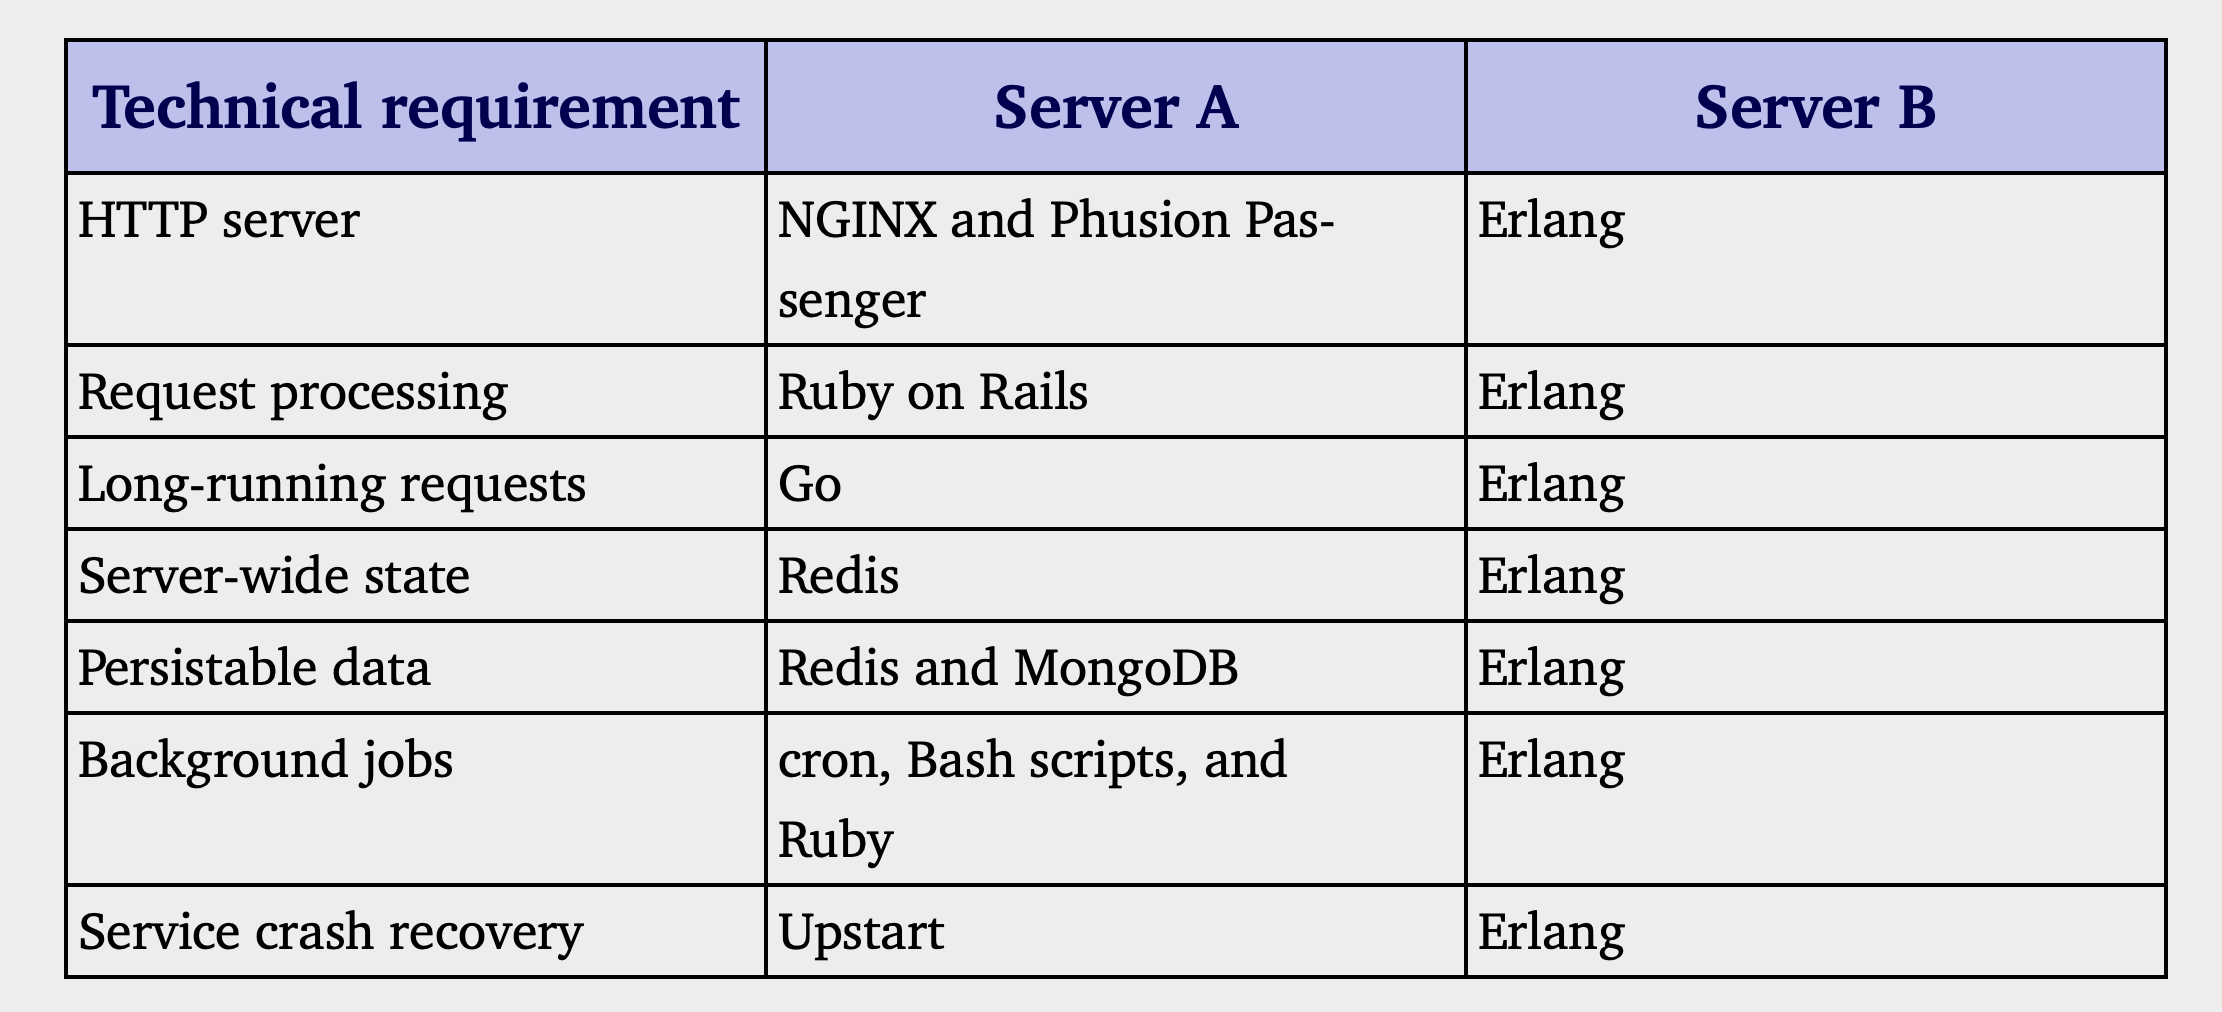 Technical requirement Server A Server B
HTTP server NGINX and Phusion Pas- Erlang
senger
Request processing Ruby on Rails Erlang
Long-running requests Go Erlang
Server-wide state Redis Erlang
Persistable data Redis and MongoDB Erlang
Background jobs cron, Bash scripts, and Erlang
Ruby
Service crash recovery Upstart Erlang